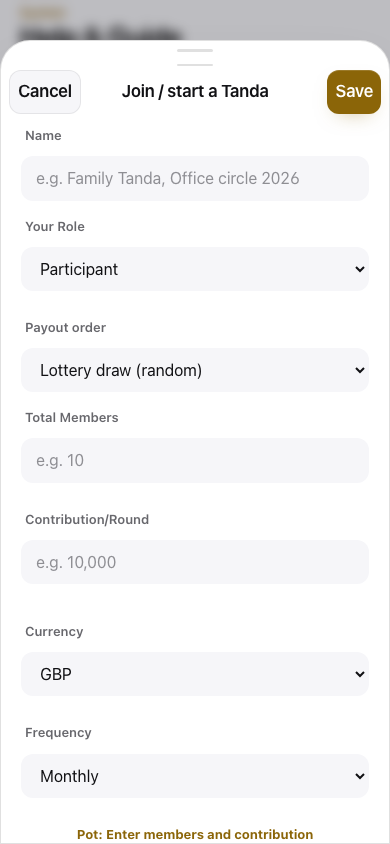 Cancel
Join / start a Tanda
Save
Name
e.g. Family Tanda, Office circle 2026
Your Role
Participant
Payout order
Lottery draw (random)
Total Members
e.g. 10
Contribution/Round
e.g. 10,000
Currency
GBP
Frequency
Monthly
Pot: Enter members and contribution